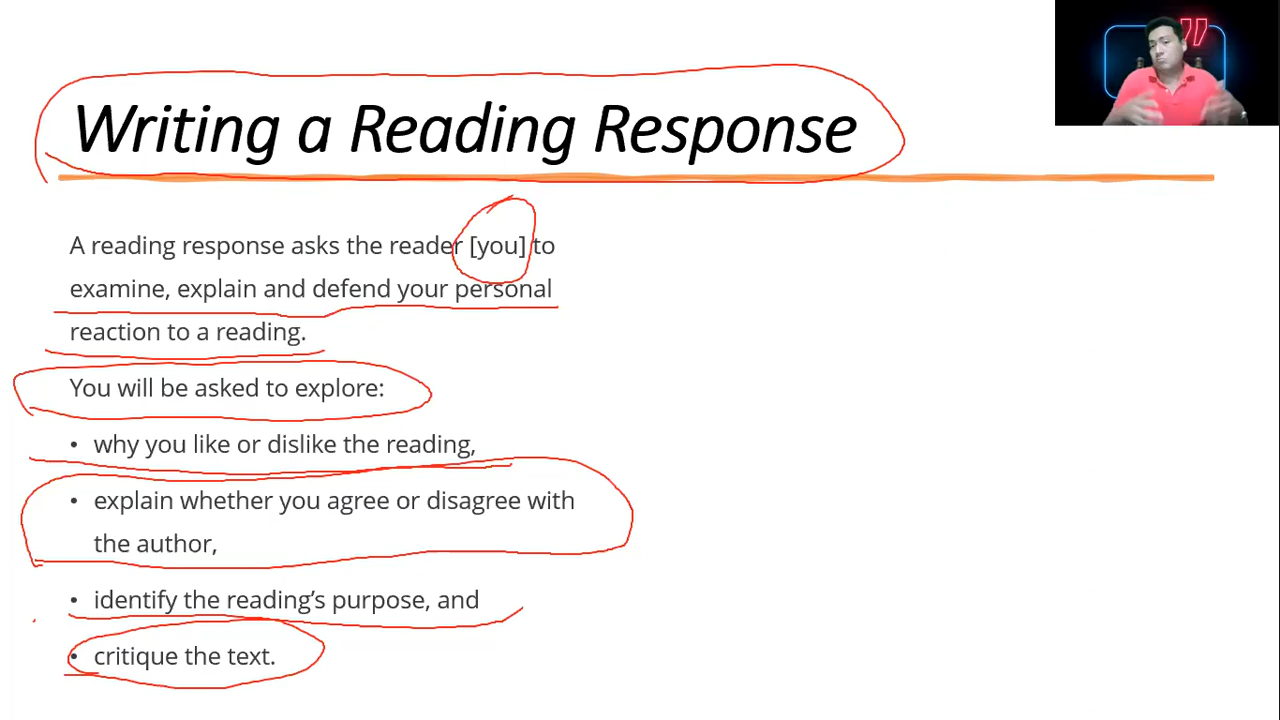 Writing a Reading Response
A reading response asks the reader [you] to
examine, explain and defend your personal
reaction to a reading.
You will be asked to explore:
• why you like or dislike the reading,
• explain whether you agree or disagree with
the author,
• identify the reading’s purpose, and
• critique the text.